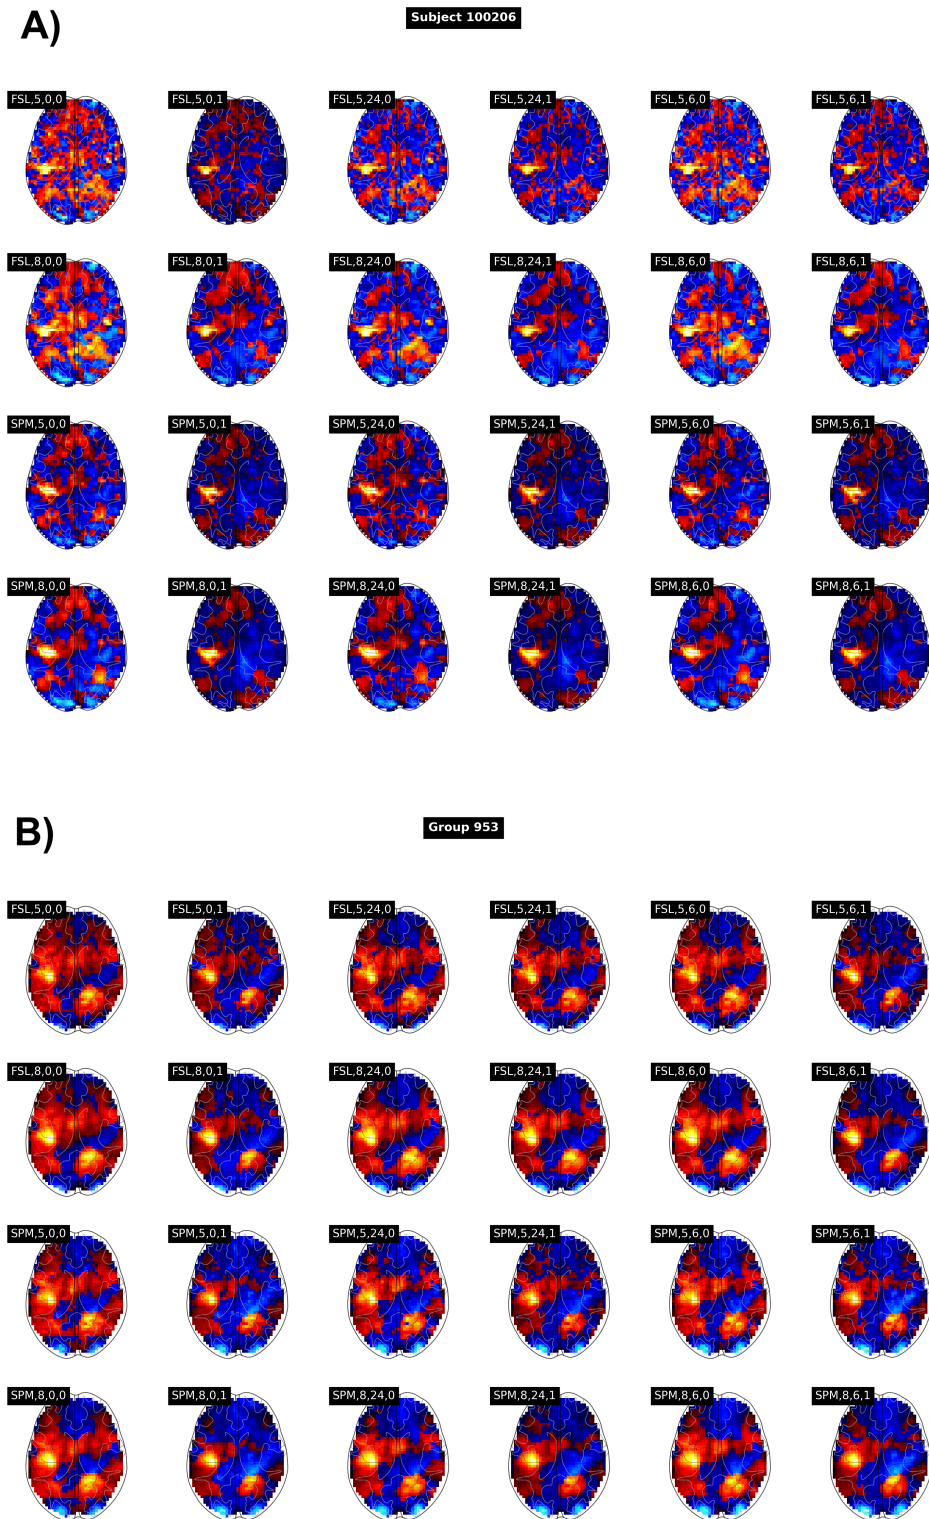 A)
Subject 100206
FSL,5,0,0
FSL,5,0,1
FSL,5,24,0
FSL,5,24,1
FSL,5,6,0
FSL,5,6,1
FSL,8,0,0
FSL,8,0,1
FSL,8,24,0
FSL,8,24,1
FSL,8,6,0
FSL,8,6,1
SPM,5,0,0
SPM,5,0,1
SPM,5,24,0
SPM,5,24,1
SPM,5,6,0
SPM,5,6,1
SPM,8,0,0
SPM,8,0,1
SPM,8,24,0
SPM,8,24,1
SPM,8,6,0
SPM,8,6,1
B)
Group 953
FSL,5,0,0
FSL,5,0,1
FSL,5,24,0
FSL,5,24,1
FSL,5,6,0
FSL,5,6,1
FSL,8,0,0
FSL,8,0,1
FSL,8,24,0
FSL,8,24,1
FSL,8,6,0
FSL,8,6,1
SPM,5,0,0
SPM,5,0,1
SPM,5,24,0
SPM,5,24,1
SPM,5,6,0
SPM,5,6,1
SPM,8,0,0
SPM,8,0,1
SPM,8,24,0
SPM,8,24,1
SPM,8,6,0
SPM,8,6,1